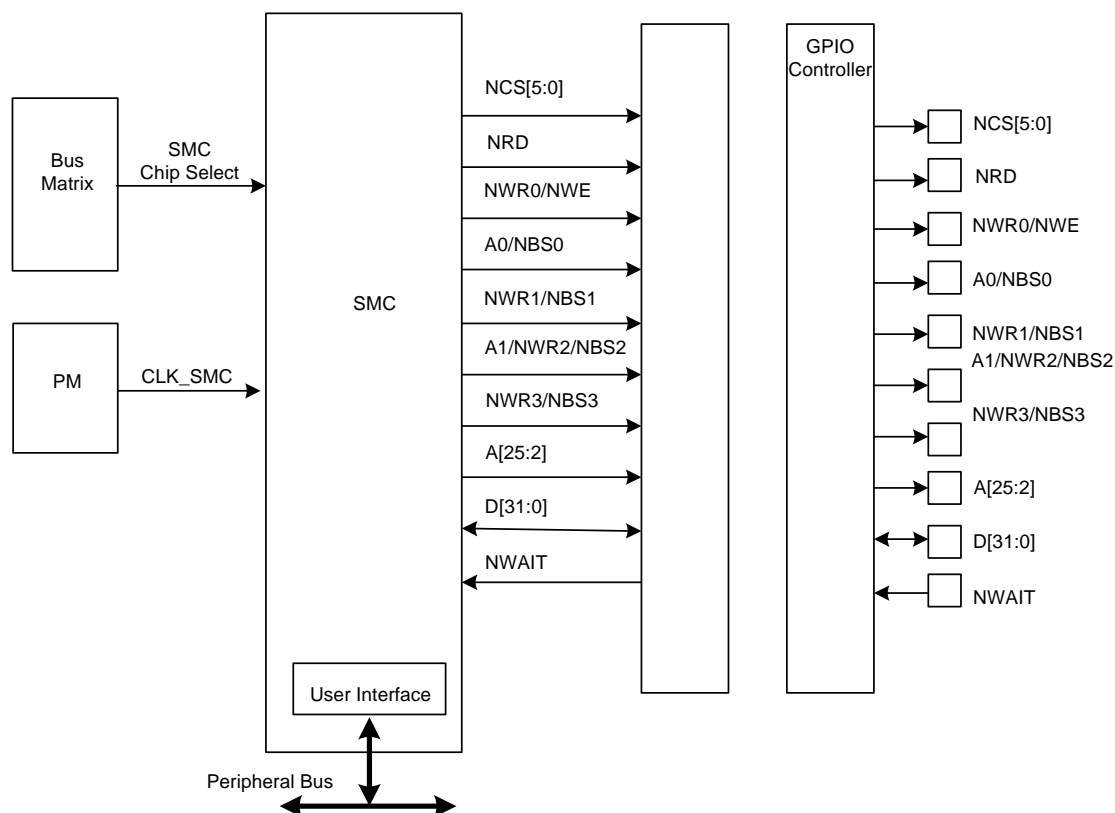 GPIO
Controller
Bus
Matrix
SMC
Chip Select
PM
CLK_SMC
SMC
User Interface
Peripheral Bus
NCS[5:0]
NRD
NWR0/NWE
A0/NBS0
NWR1/NBS1
A1/NWR2/NBS2
NWR3/NBS3
A[25:2]
D[31:0]
NWAIT
NCS[5:0]
NRD
NWR0/NWE
A0/NBS0
NWR1/NBS1
A1/NWR2/NBS2
NWR3/NBS3
A[25:2]
D[31:0]
NWAIT